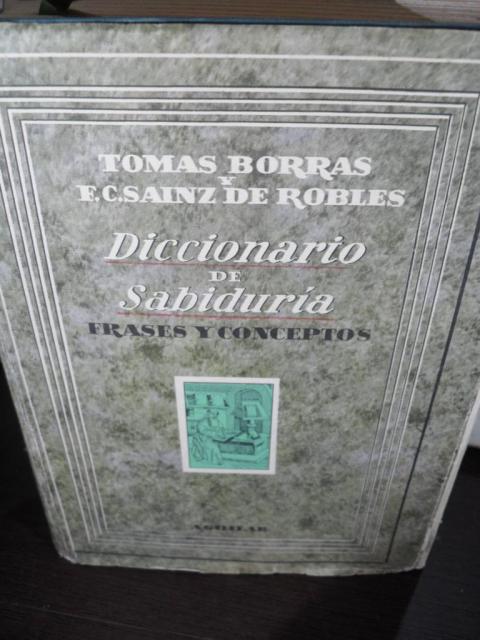 TOMAS BORRAS
Y
F.C.SAINZ DE ROBLES
Diccionario
DE
Sabiduría
FRASES Y CONCEPTOS
AGUILAR